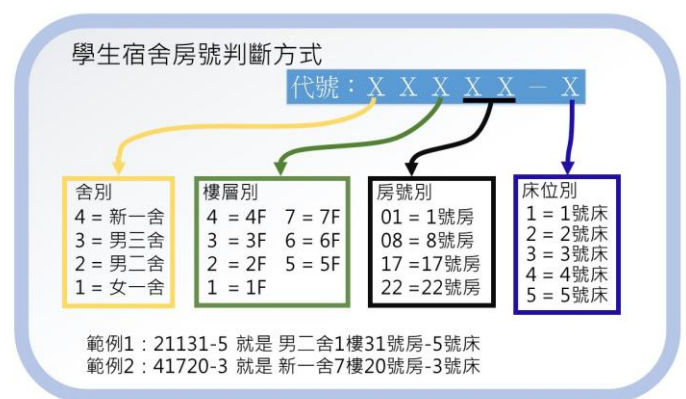 學生宿舍房號判斷方式
代號：X X X X X － X
舍別
4 = 新一舍
3 = 男三舍
2 = 男二舍
1 = 女一舍
樓層別
4 = 4F 7 = 7F
3 = 3F 6 = 6F
2 = 2F 5 = 5F
1 = 1F
房號別
01 = 1號房
08 = 8號房
17 =17號房
22 =22號房
床位別
1 = 1號床
2 = 2號床
3 = 3號床
4 = 4號床
5 = 5號床
範例1：21131-5 就是 男二舍1樓31號房-5號床
範例2：41720-3 就是 新一舍7樓20號房-3號床